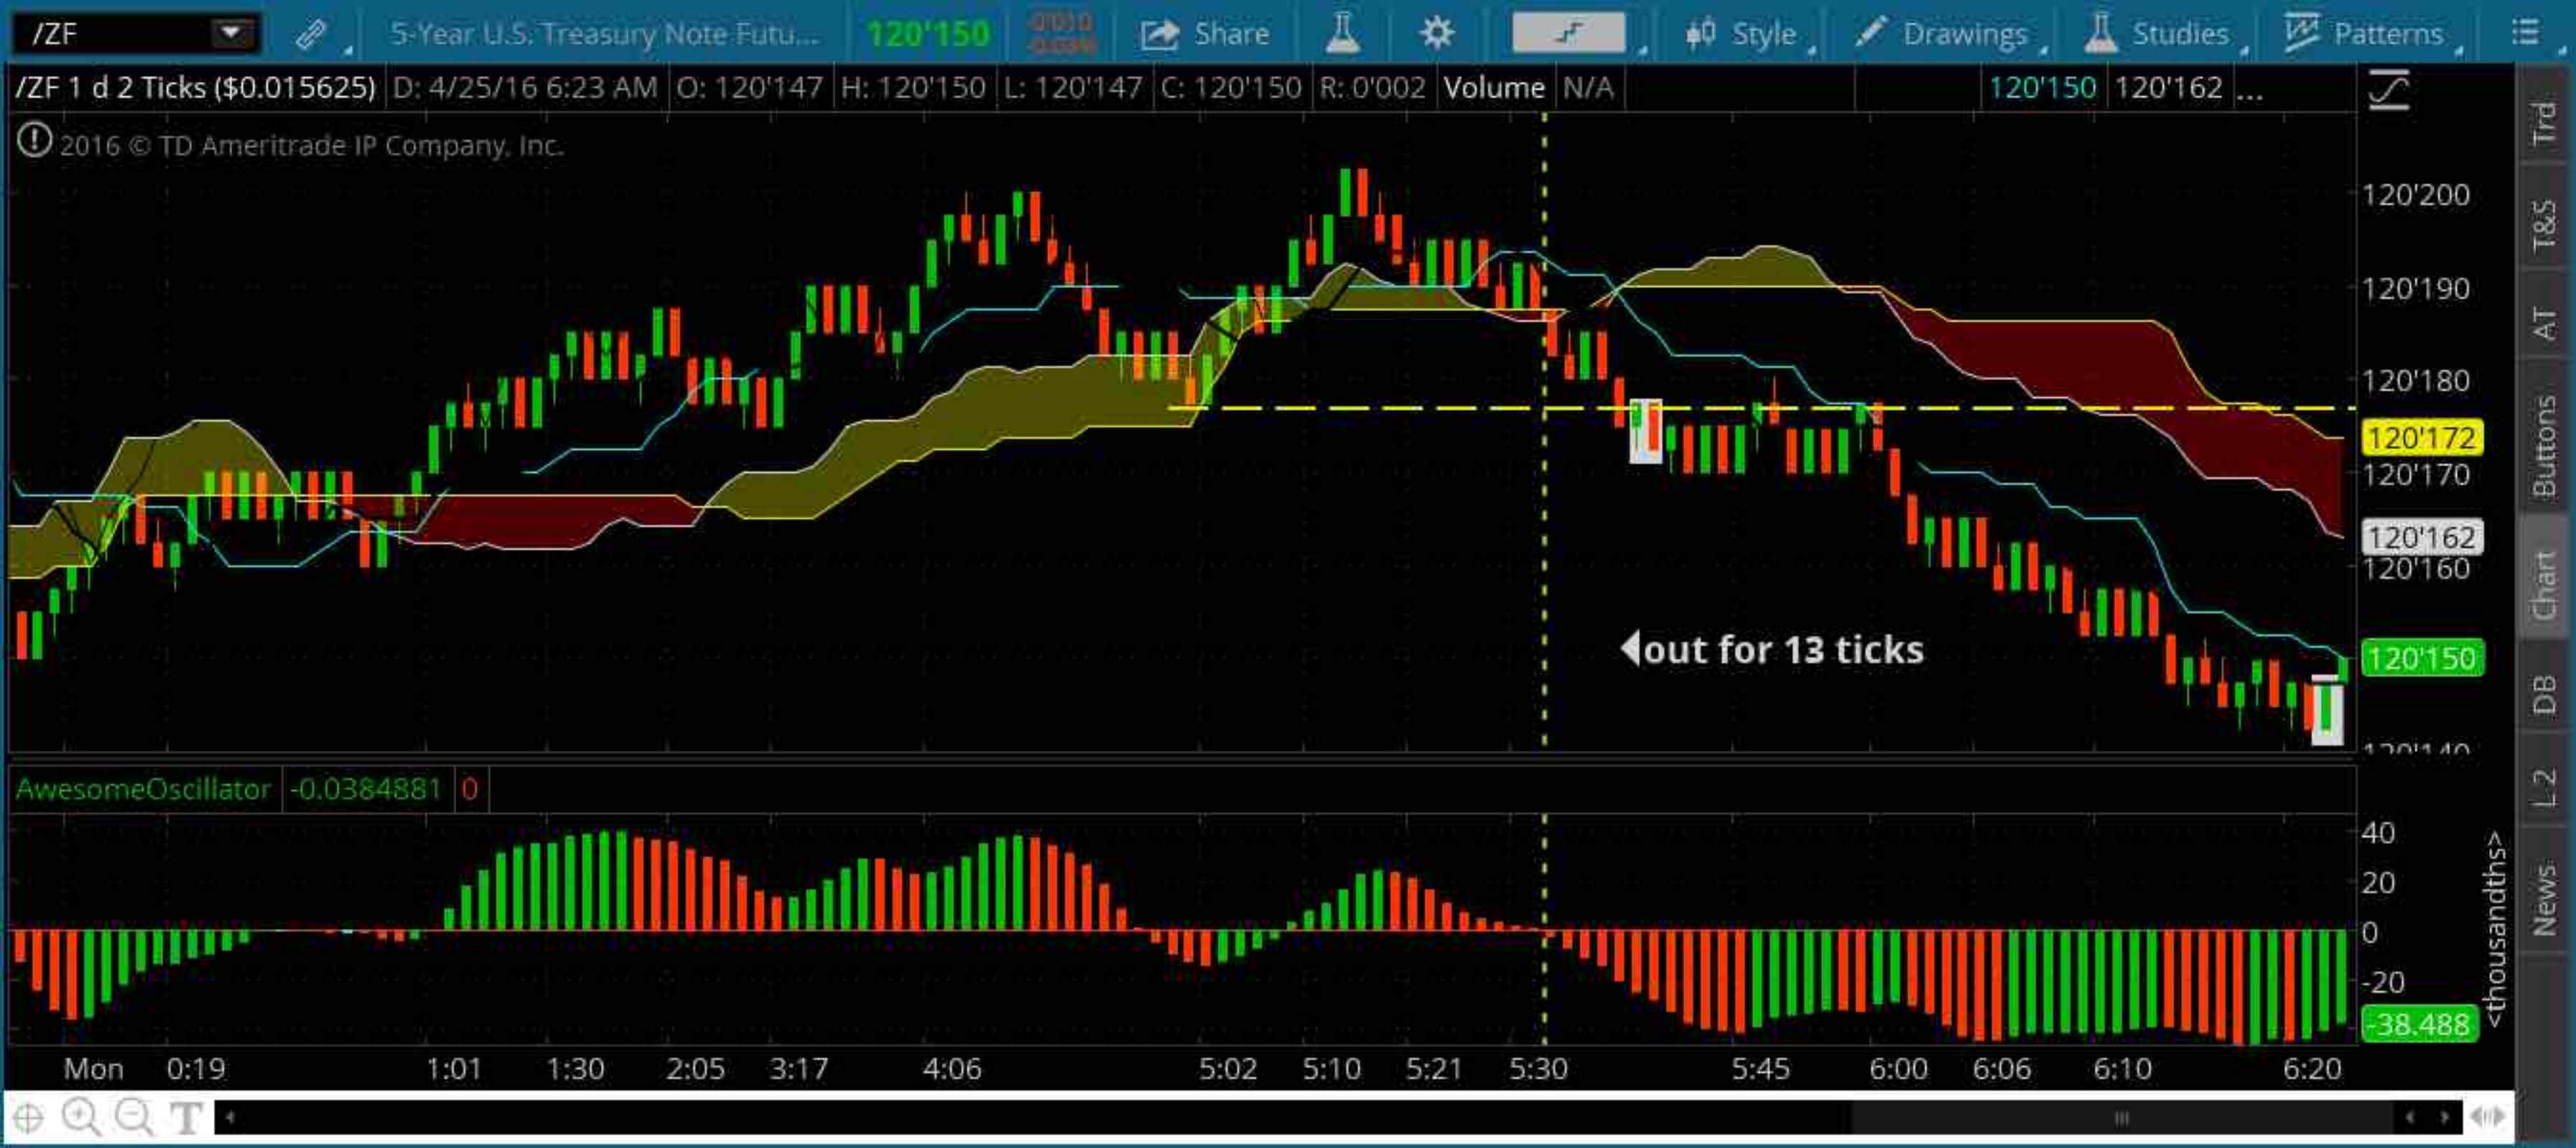 /ZF 5-Year U.S. Treasury Note Futu... 120'150 Share Style Drawings Studies Patterns
/ZF 1 d 2 Ticks ($0.015625) D: 4/25/16 6:23 AM O: 120'147 H: 120'150 L: 120'147 C: 120'150 R: 0'002 Volume N/A 120'150 120'162 ...
2016 © TD Ameritrade IP Company, Inc.
120'200
120'190
120'180
120'172
120'170
120'162
120'160
out for 13 ticks
120'150
120'140
AwesomeOscillator -0.0384881 0
40
20
0
-20
-38.488
<thousandths>
Mon 0:19 1:01 1:30 2:05 3:17 4:06 5:02 5:10 5:21 5:30 5:45 6:00 6:06 6:10 6:20
T
Trd
T&S
AT
Buttons
Chart
DB
L 2
News